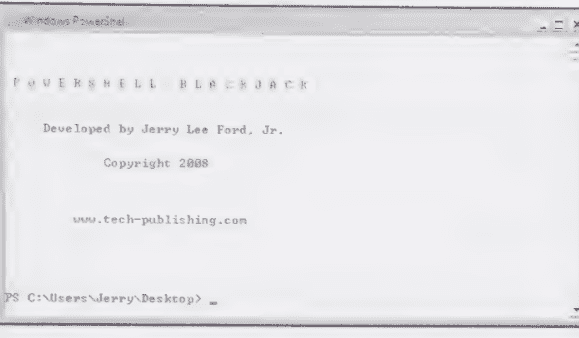 Windows PowerShell
P O W E R S H E L L   B L A C K J A C K
Developed by Jerry Lee Ford, Jr.
Copyright 2008
www.tech-publishing.com
PS C:\Users\Jerry\Desktop> _